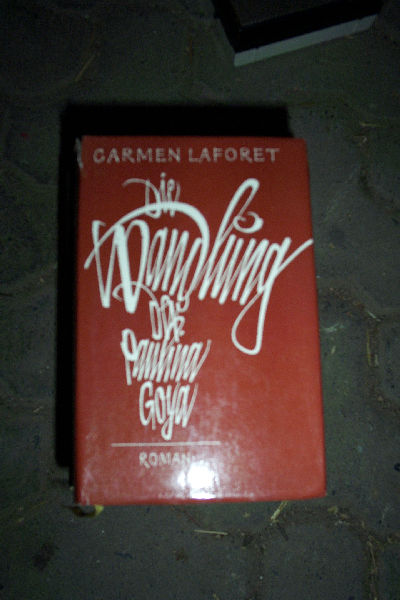 CARMEN LAFORET
Die
Wandlung
DER
Paulina
Goya
ROMAN